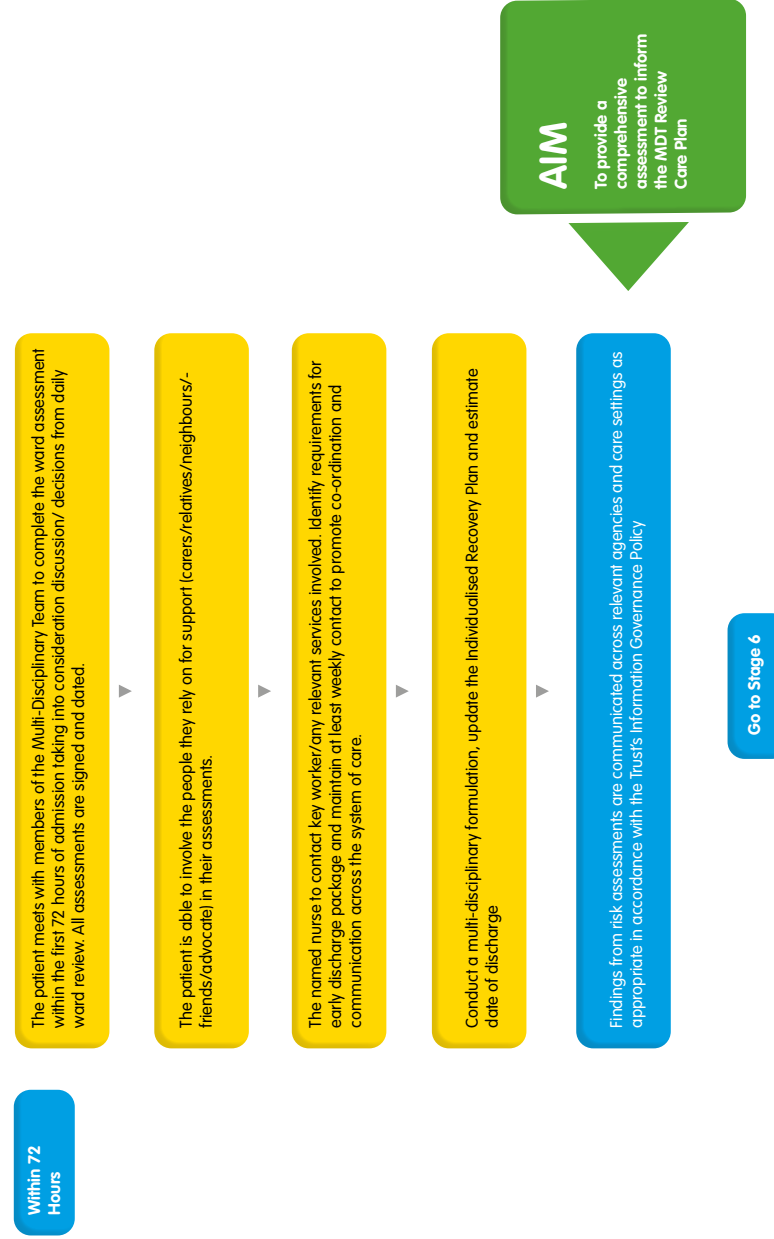 Within 72
Hours
The patient meets with members of the Multi-Disciplinary Team to complete the ward assessment
within the first 72 hours of admission taking into consideration discussion/ decisions from daily
ward review. All assessments are signed and dated.
The patient is able to involve the people they rely on for support (carers/relatives/neighbours/-
friends/advocate) in their assessments.
The named nurse to contact key worker/any relevant services involved. Identify requirements for
early discharge package and maintain at least weekly contact to promote co-ordination and
communication across the system of care.
Conduct a multi-disciplinary formulation, update the Individualised Recovery Plan and estimate
date of discharge
Findings from risk assessments are communicated across relevant agencies and care settings as
appropriate in accordance with the Trust's Information Governance Policy
AIM
To provide a
comprehensive
assessment to inform
the MDT Review
Care Plan
Go to Stage 6